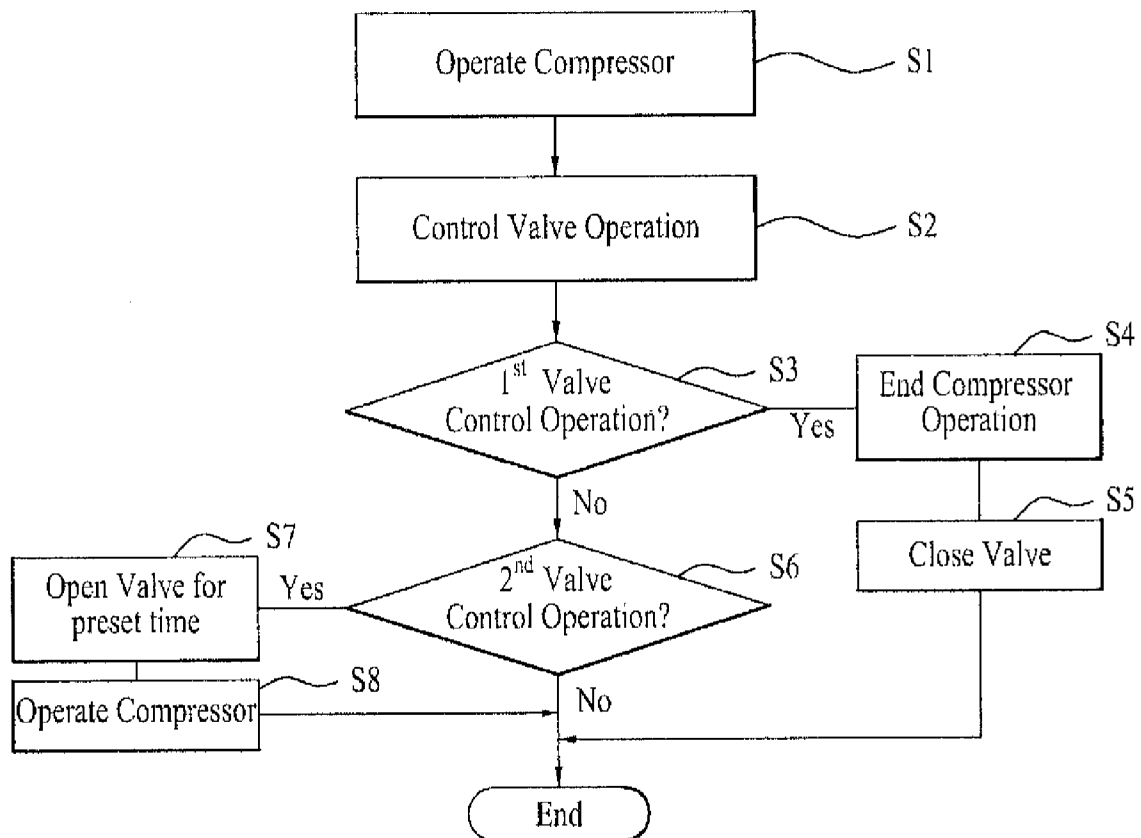 Operate Compressor
S1
Control Valve Operation
S2
1st Valve
Control Operation?
S3
Yes
No
End Compressor
Operation
S4
Close Valve
S5
2nd Valve
Control Operation?
S6
Yes
No
Open Valve for
preset time
S7
Operate Compressor
S8
End